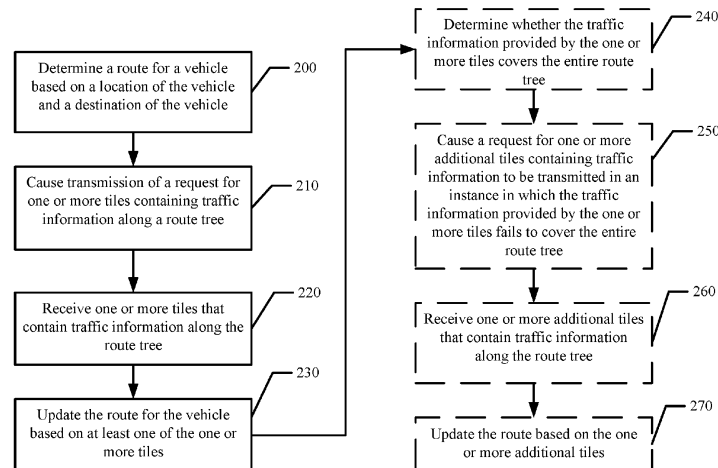 Determine a route for a vehicle
based on a location of the vehicle
and a destination of the vehicle
200
Cause transmission of a request for
one or more tiles containing traffic
information along a route tree
210
Receive one or more tiles that
contain traffic information along the
route tree
220
Update the route for the vehicle
based on at least one of the one or
more tiles
230
Determine whether the traffic
information provided by the one or
more tiles covers the entire route
tree
240
Cause a request for one or more
additional tiles containing traffic
information to be transmitted in an
instance in which the traffic
information provided by the one or
more tiles fails to cover the entire
route tree
250
Receive one or more additional tiles
that contain traffic information
along the route tree
260
Update the route based on the one
or more additional tiles
270